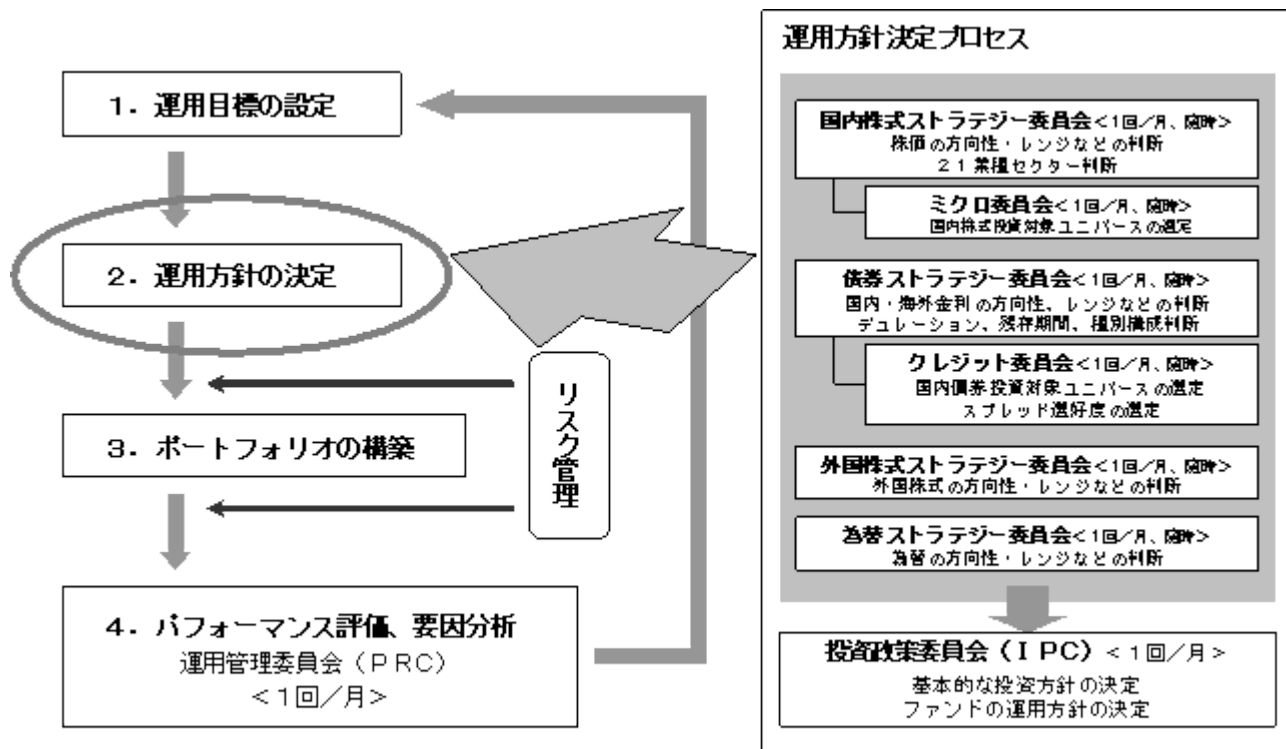 1．運用目標の設定
2．運用方針の決定
3．ポートフォリオの構築
4．パフォーマンス評価、要因分析
運用管理委員会（ＰＲＣ）
＜１回／月＞
リスク管理
運用方針決定プロセス
国内株式ストラテジー委員会＜１回／月、随時＞
株価の方向性・レンジなどの判断
２１業種セクター判断
ミクロ委員会＜１回／月、随時＞
国内株式投資対象ユニバースの選定
債券ストラテジー委員会＜１回／月、随時＞
国内・海外金利の方向性、レンジなどの判断
デュレーション、残存期間、種別構成判断
クレジット委員会＜１回／月、随時＞
国内債券投資対象ユニバースの選定
スプレッド選好度の選定
外国株式ストラテジー委員会＜１回／月、随時＞
外国株式の方向性・レンジなどの判断
為替ストラテジー委員会＜１回／月、随時＞
為替の方向性・レンジなどの判断
投資政策委員会（ＩＰＣ）＜１回／月＞
基本的な投資方針の決定
ファンドの運用方針の決定